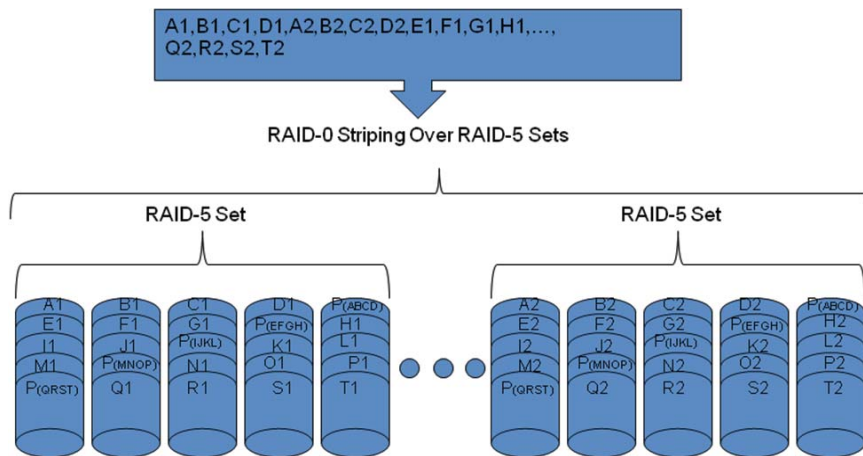 A1,B1,C1,D1,A2,B2,C2,D2,E1,F1,G1,H1,...,
Q2,R2,S2,T2
RAID-0 Striping Over RAID-5 Sets
RAID-5 Set
RAID-5 Set
A1 B1 C1 D1 P(ABCD)
E1 F1 G1 P(EFGH) H1
I1 J1 P(IJKL) K1 L1
M1 P(MNOP) N1 O1 P1
P(QRST) Q1 R1 S1 T1
A2 B2 C2 D2 P(ABCD)
E2 F2 G2 P(EFGH) H2
I2 J2 P(IJKL) K2 L2
M2 P(MNOP) N2 O2 P2
P(QRST) Q2 R2 S2 T2